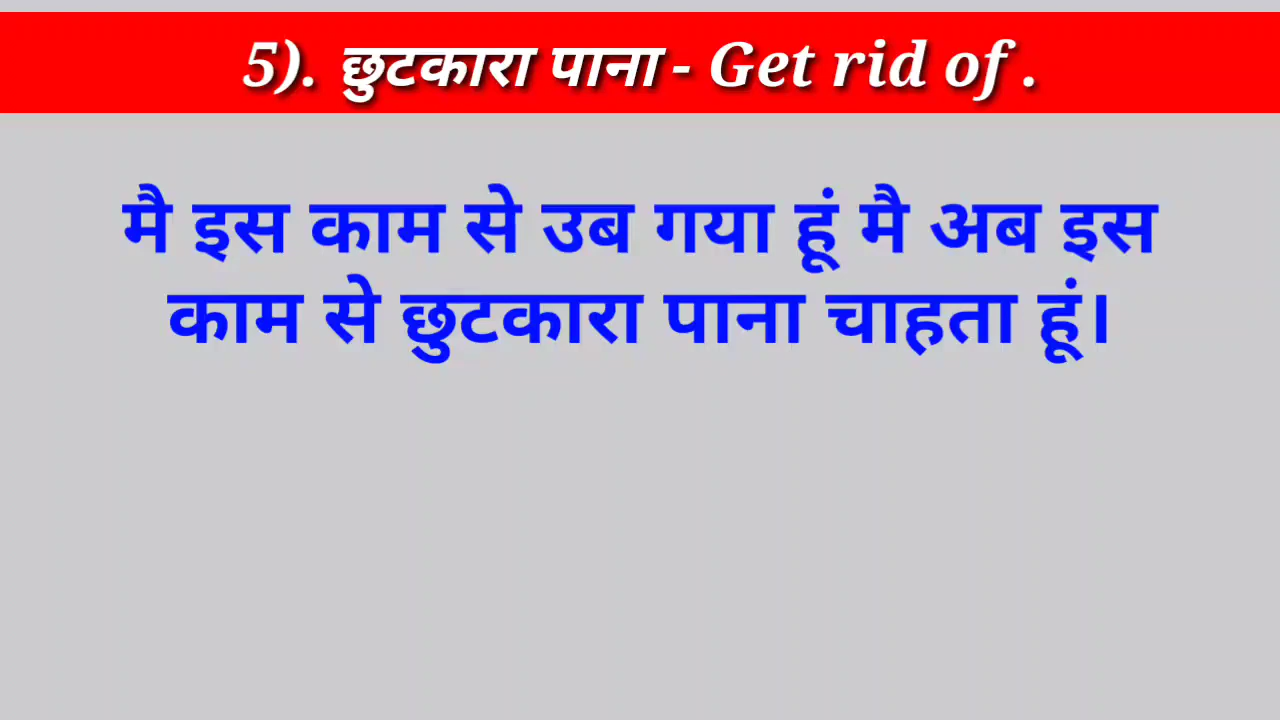 5). छुटकारा पाना - Get rid of .
मै इस काम से उब गया हूं मै अब इस
काम से छुटकारा पाना चाहता हूं।